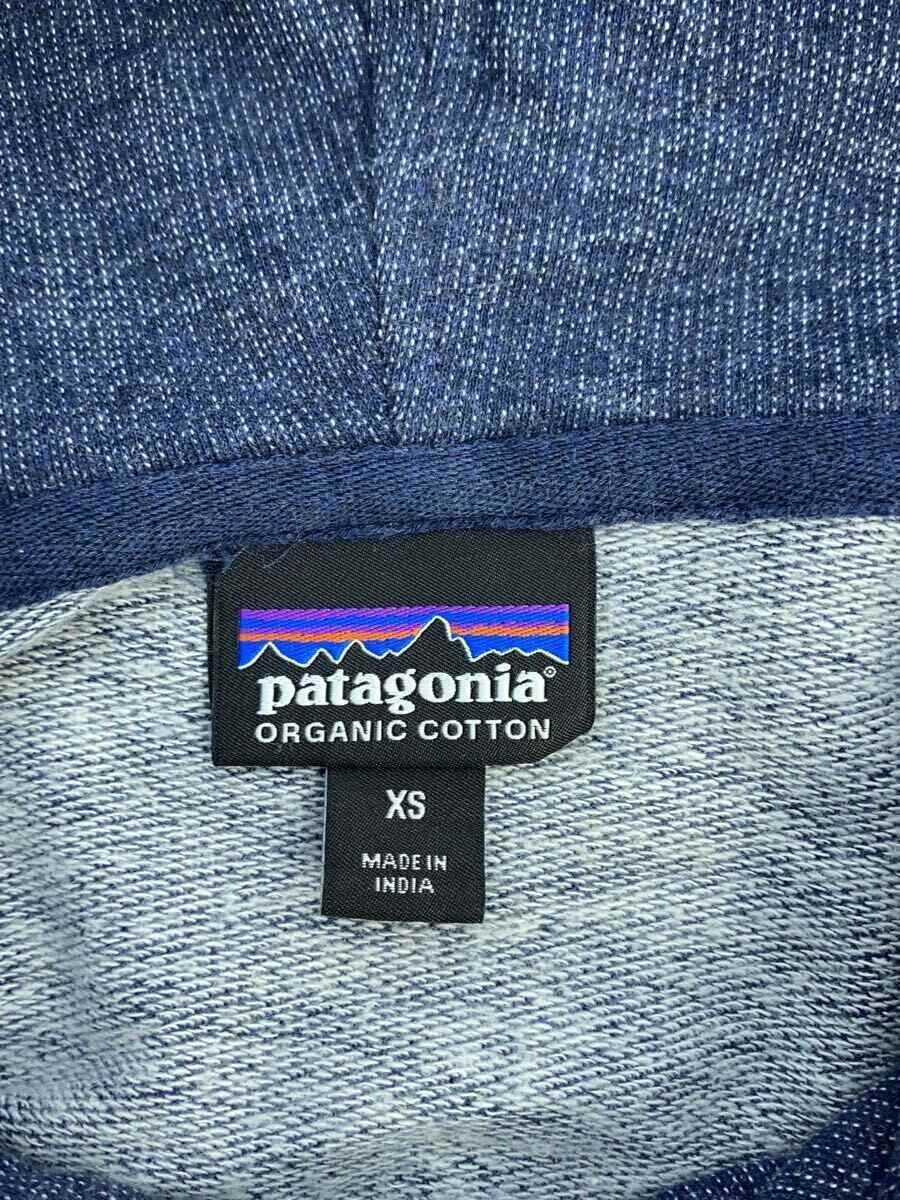 patagonia®
ORGANIC COTTON
XS
MADE IN
INDIA